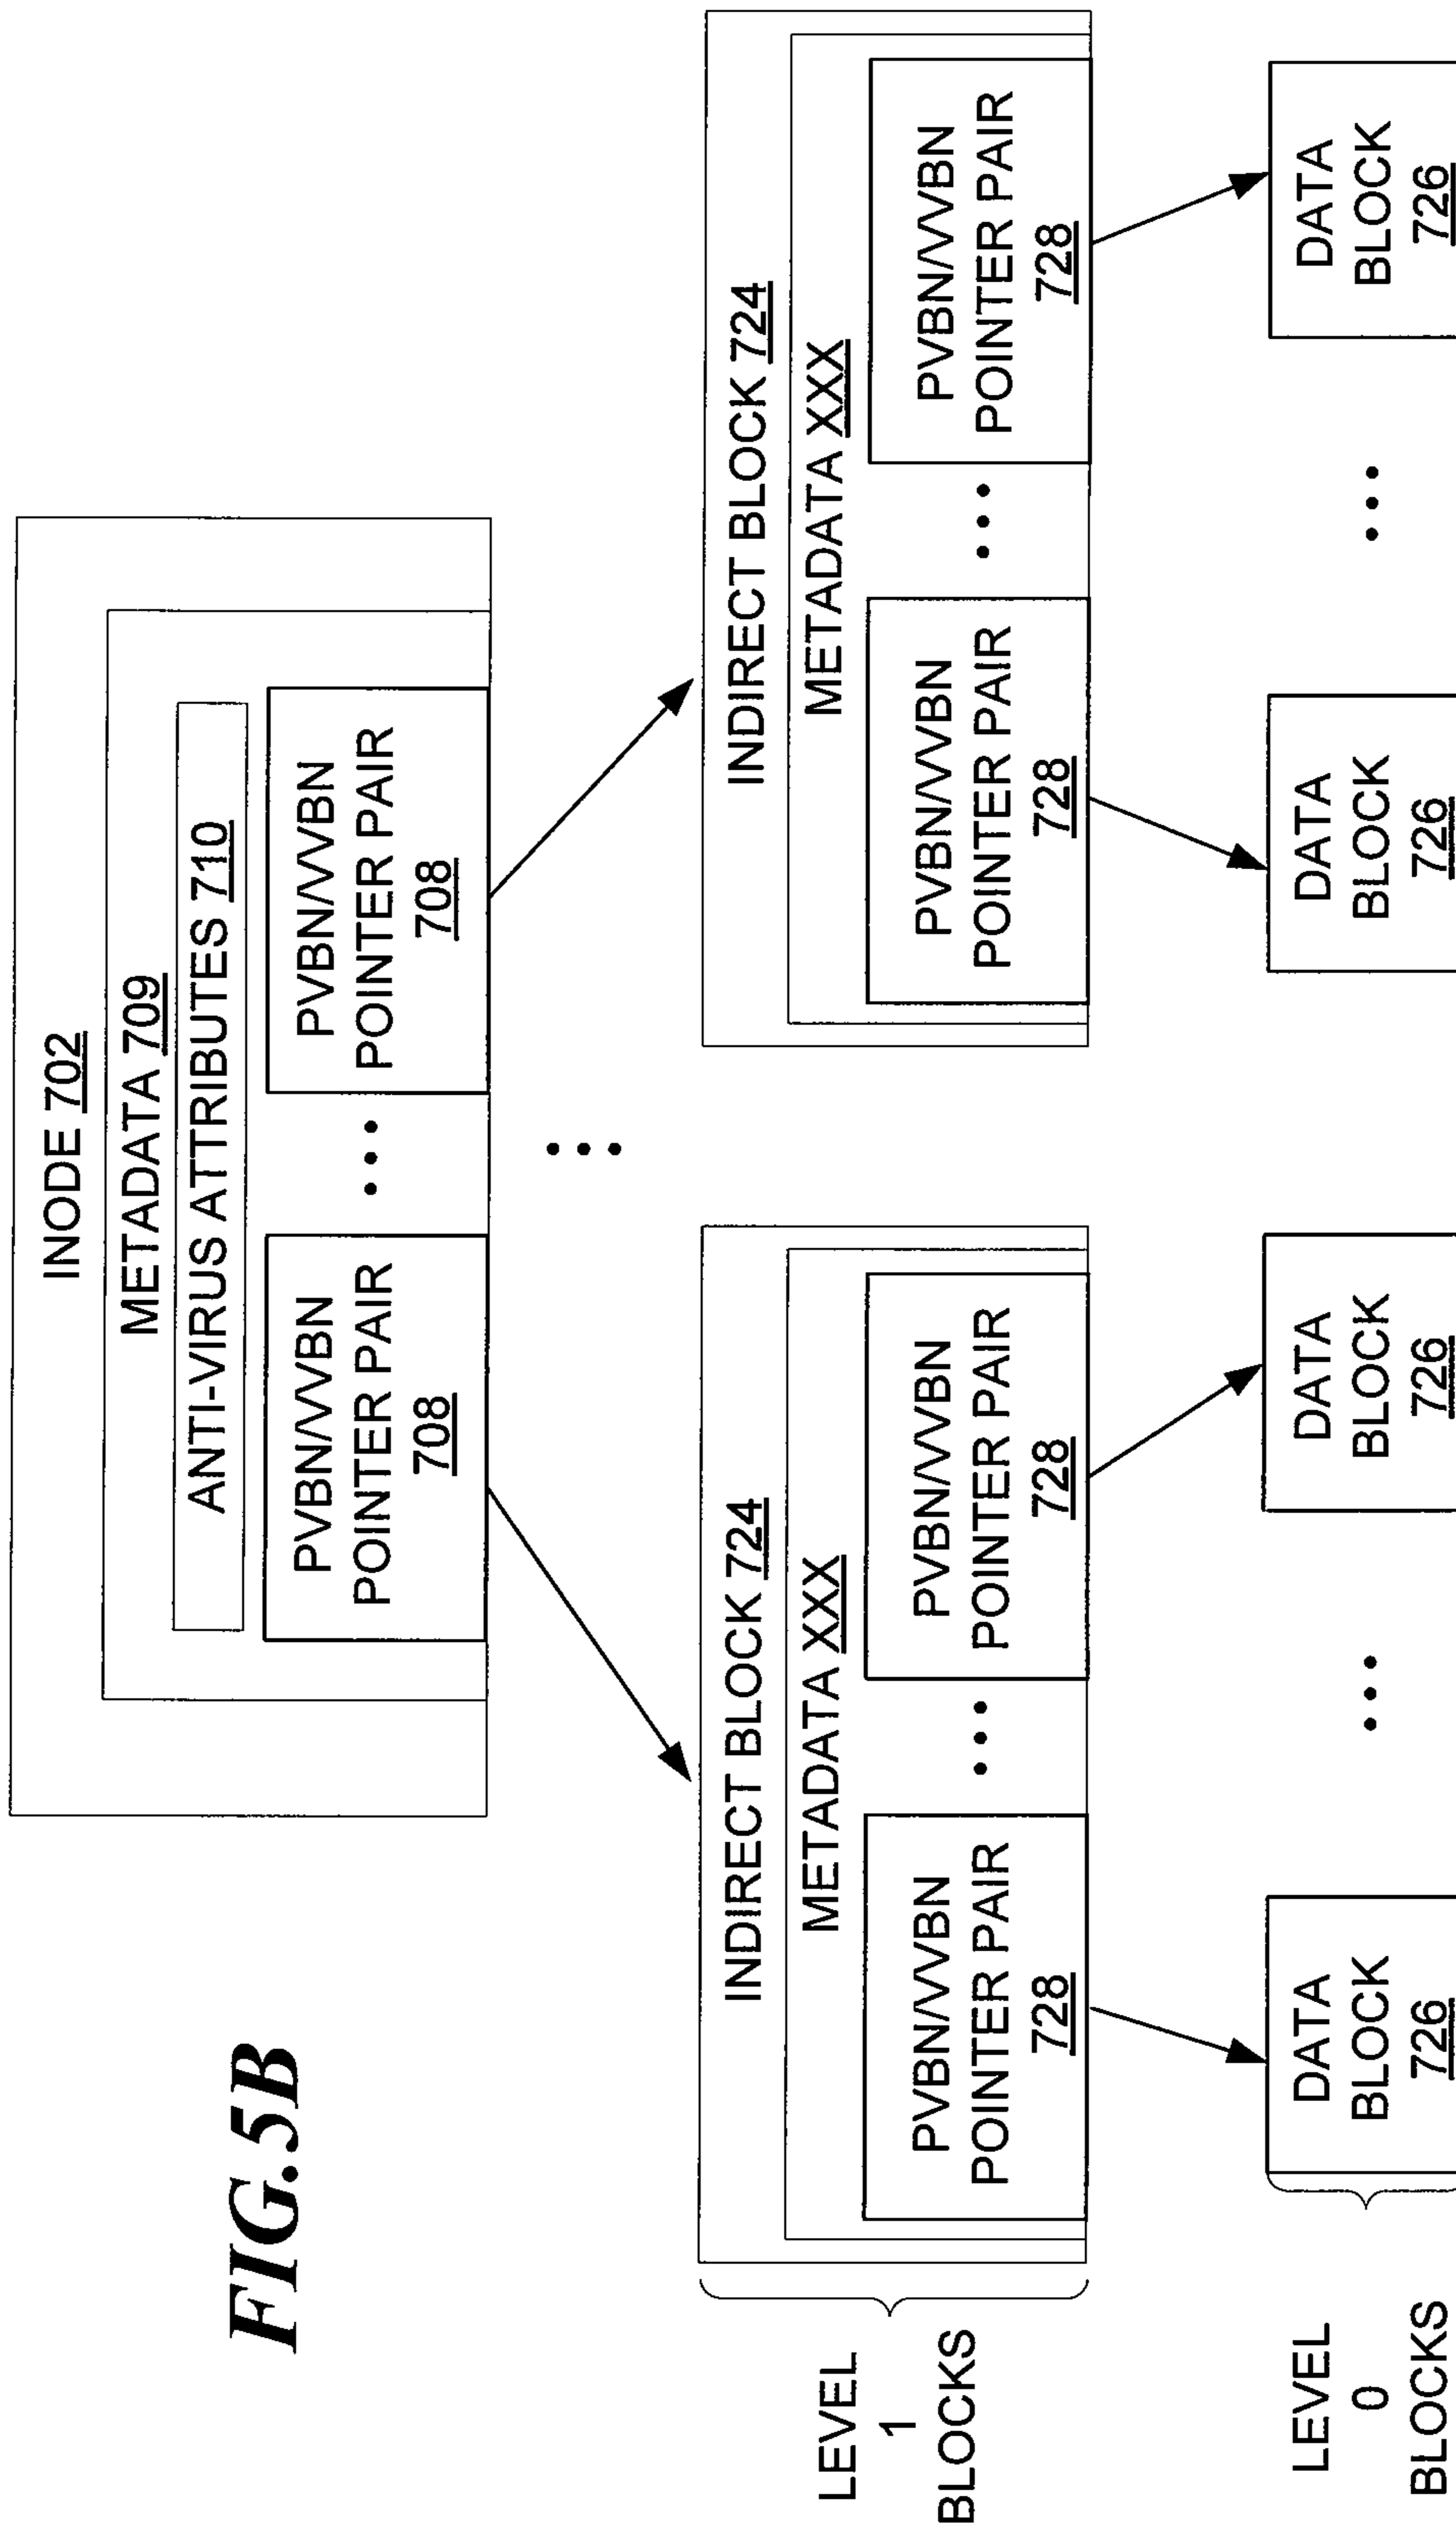 FIG.5B
INODE 702
METADATA 709
ANTI-VIRUS ATTRIBUTES 710
PVBN/VVBN
POINTER PAIR
708
...
PVBN/VVBN
POINTER PAIR
708
...
LEVEL
1
BLOCKS
INDIRECT BLOCK 724
METADATA XXX
PVBN/VVBN
POINTER PAIR
728
...
PVBN/VVBN
POINTER PAIR
728
INDIRECT BLOCK 724
METADATA XXX
PVBN/VVBN
POINTER PAIR
728
...
PVBN/VVBN
POINTER PAIR
728
LEVEL
0
BLOCKS
DATA
BLOCK
726
...
DATA
BLOCK
726
DATA
BLOCK
726
...
DATA
BLOCK
726